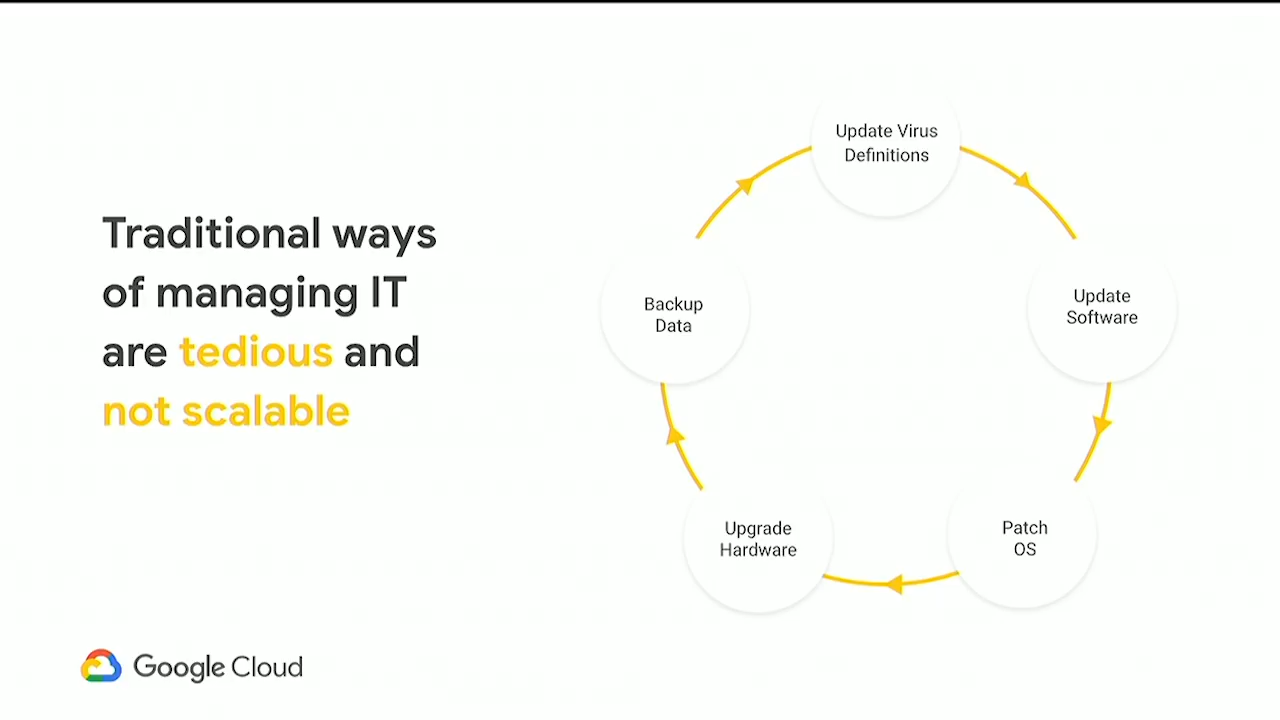 Traditional ways
of managing IT
are tedious and
not scalable
Update Virus
Definitions
Update
Software
Patch
OS
Upgrade
Hardware
Backup
Data
Google Cloud